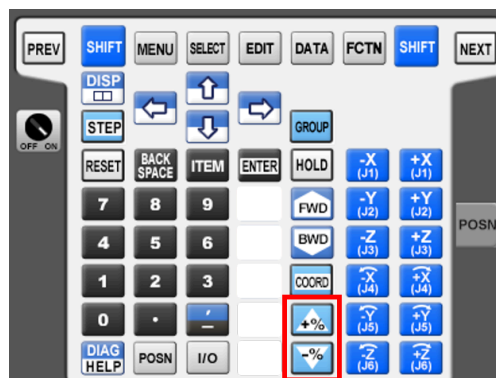 PREV SHIFT MENU SELECT EDIT DATA FCTN SHIFT NEXT
DISP
STEP GROUP
OFF ON
RESET BACK SPACE ITEM ENTER HOLD -X (J1) +X (J1)
7 8 9 FWD -Y (J2) +Y (J2)
POSN
4 5 6 BWD -Z (J3) +Z (J3)
1 2 3 COORD -X (J4) +X (J4)
0 . ,/- +% -Y (J5) +Y (J5)
DIAG HELP POSN I/O -% -Z (J6) +Z (J6)